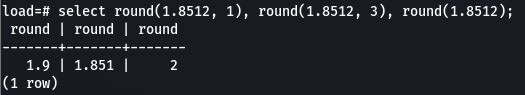 load=# select round(1.8512, 1), round(1.8512, 3), round(1.8512);
 round | round | round
-------+-------+-------
   1.9 | 1.851 |     2
(1 row)